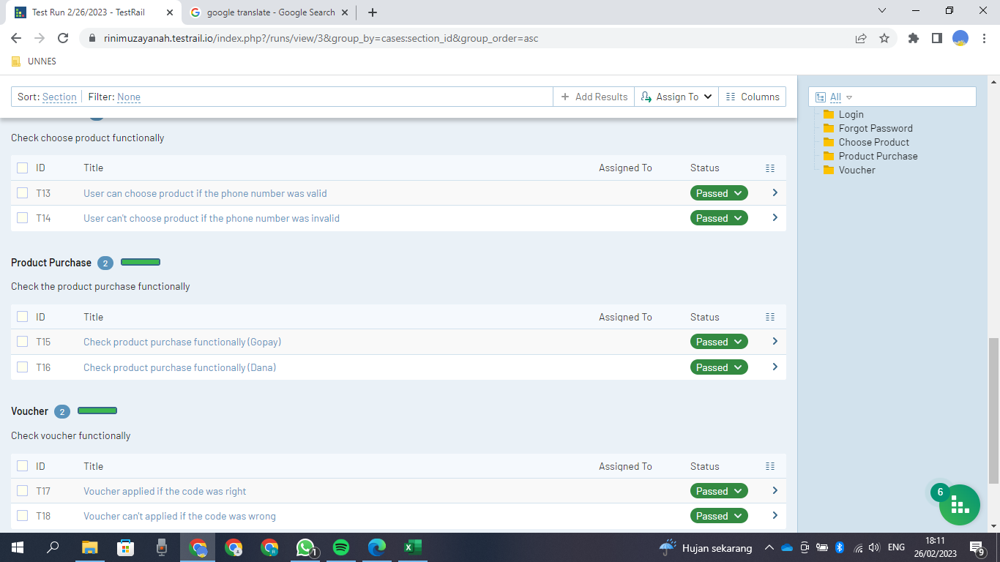 Test Run 2/26/2023 - TestRail
google translate - Google Search
rinimuzayanah.testrail.io/index.php?/runs/view/3&group_by=cases:section_id&group_order=asc
UNNES
Sort: Section Filter: None Add Results Assign To Columns
All
Login
Forgot Password
Choose Product
Product Purchase
Voucher
Check choose product functionally
ID Title Assigned To Status
T13 User can choose product if the phone number was valid Passed
T14 User can't choose product if the phone number was invalid Passed
Product Purchase 2
Check the product purchase functionally
ID Title Assigned To Status
T15 Check product purchase functionally (Gopay) Passed
T16 Check product purchase functionally (Dana) Passed
Voucher 2
Check voucher functionally
ID Title Assigned To Status
T17 Voucher applied if the code was right Passed
T18 Voucher can't applied if the code was wrong Passed
6
1
Hujan sekarang
ENG
18:11
26/02/2023
9